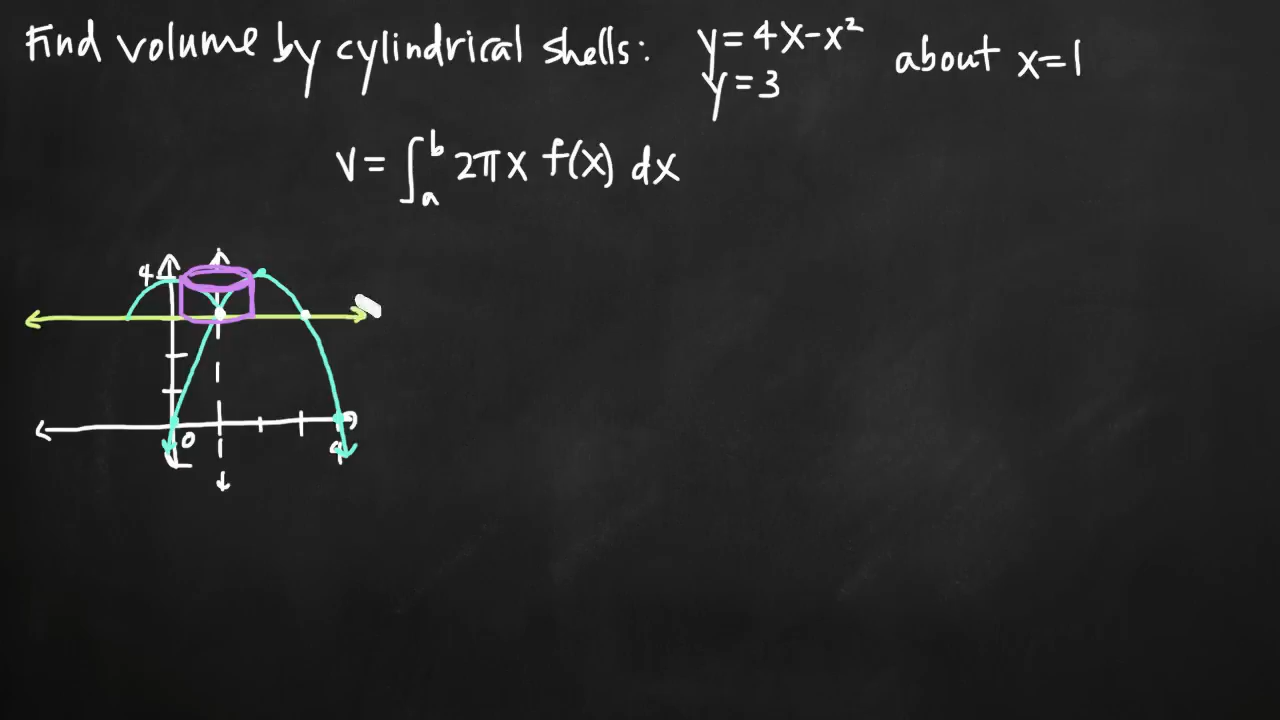 Find volume by cylindrical shells: y=4x-x² about x=1
y=3
V=∫ₐᵇ 2πx f(x) dx
4
0
4